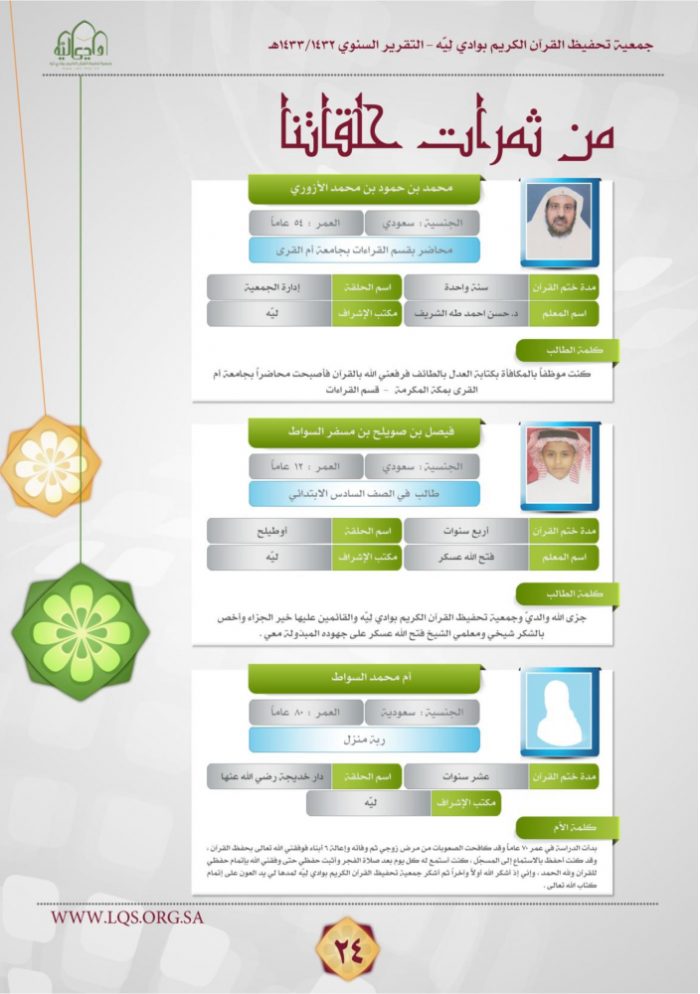 جمعية تحفيظ القرآن الكريم بوادي ليّه - التقرير السنوي ١٤٣٣/١٤٣٢هـ
وادي ليّه
من ثمرات حلقاتنا
محمد بن حمود بن محمد الأزوري
الجنسية : سعودي العمر : ٥٤ عاماً
محاضر بقسم القراءات بجامعة أم القرى
مدة ختم القرآن سنة واحدة اسم الحلقة إدارة الجمعية
اسم المعلم د. حسن احمد طه الشريف مكتب الإشراف ليّه
كلمة الطالب
كنت موظفاً بالمكافأة بكتابة العدل بالطائف فرفعني الله بالقرآن فأصبحت محاضراً بجامعة أم
القرى بمكة المكرمة - قسم القراءات
فيصل بن صويلح بن مسفر السواط
الجنسية : سعودي العمر : ١٢ عاماً
طالب في الصف السادس الابتدائي
مدة ختم القرآن أربع سنوات اسم الحلقة أوطيلح
اسم المعلم فتح الله عسكر مكتب الإشراف ليّه
كلمة الطالب
جزى الله والديّ وجمعية تحفيظ القرآن الكريم بوادي ليّه والقائمين عليها خير الجزاء وأخص
بالشكر شيخي ومعلمي الشيخ فتح الله عسكر على جهوده المبذولة معي .
أم محمد السواط
الجنسية : سعودية العمر : ٨٠ عاماً
ربة منزل
مدة ختم القرآن عشر سنوات اسم الحلقة دار خديجة رضي الله عنها
مكتب الإشراف ليّه
كلمة الأم
بدأت الدراسة في عمر ٧٠ عاماً وقد كافحت الصعوبات من مرض زوجي ثم وفاته وإعالة ٦ أبناء فوفقني الله تعالى بحفظ القرآن ،
وقد كنت احفظ بالاستماع إلى المسجّل ، كنت استمع له كل يوم بعد صلاة الفجر وأثبت حفظي حتى وفقني الله بإتمام حفظي
للقرآن ولله الحمد ، وإني إذ اشكر الله أولاً وآخراً ثم اشكر جمعية تحفيظ القرآن الكريم بوادي ليّه لمدها لي يد العون على إتمام
كتاب الله تعالى .
WWW.LQS.ORG.SA
٢٤